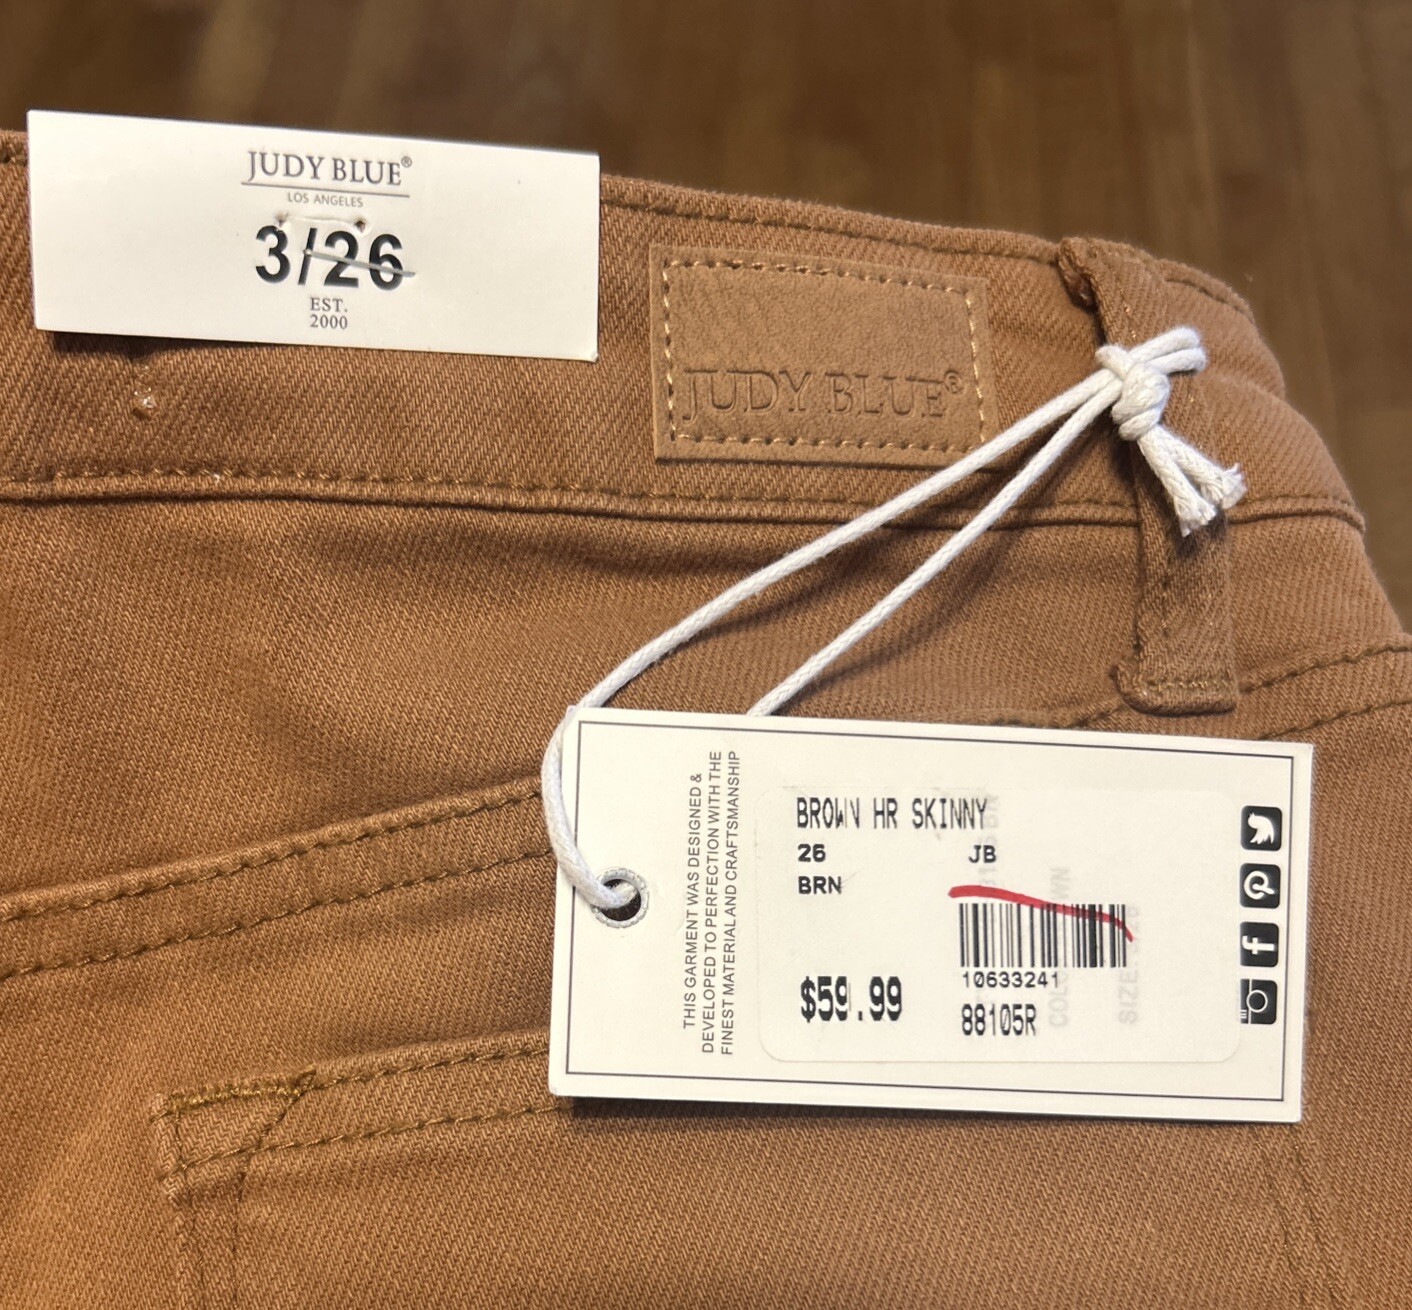 JUDY BLUE®
LOS ANGELES
3/26
EST.
2000
JUDY BLUE®
THIS GARMENT WAS DESIGNED &
DEVELOPED TO PERFECTION WITH THE
FINEST MATERIAL AND CRAFTSMANSHIP
BROWN HR SKINNY
26 JB
BRN
10633241
$59.99
88105R
SIZE: